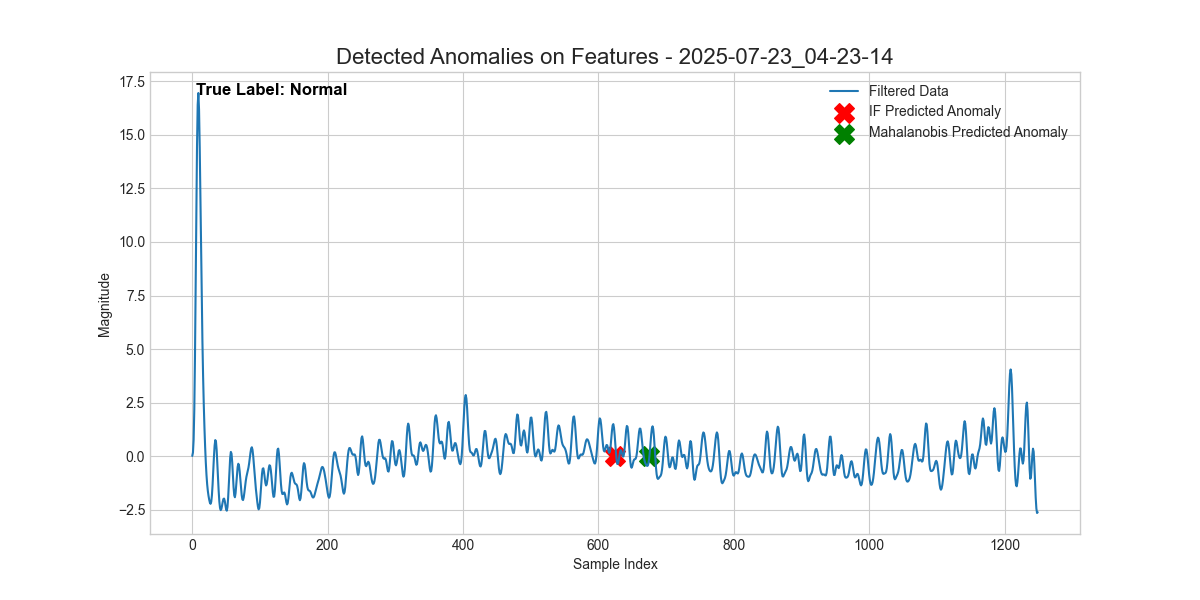 Detected Anomalies on Features - 2025-07-23_04-23-14
True Label: Normal
Filtered Data
IF Predicted Anomaly
Mahalanobis Predicted Anomaly
17.5
15.0
12.5
10.0
7.5
5.0
2.5
0.0
−2.5
Magnitude
0 200 400 600 800 1000 1200
Sample Index